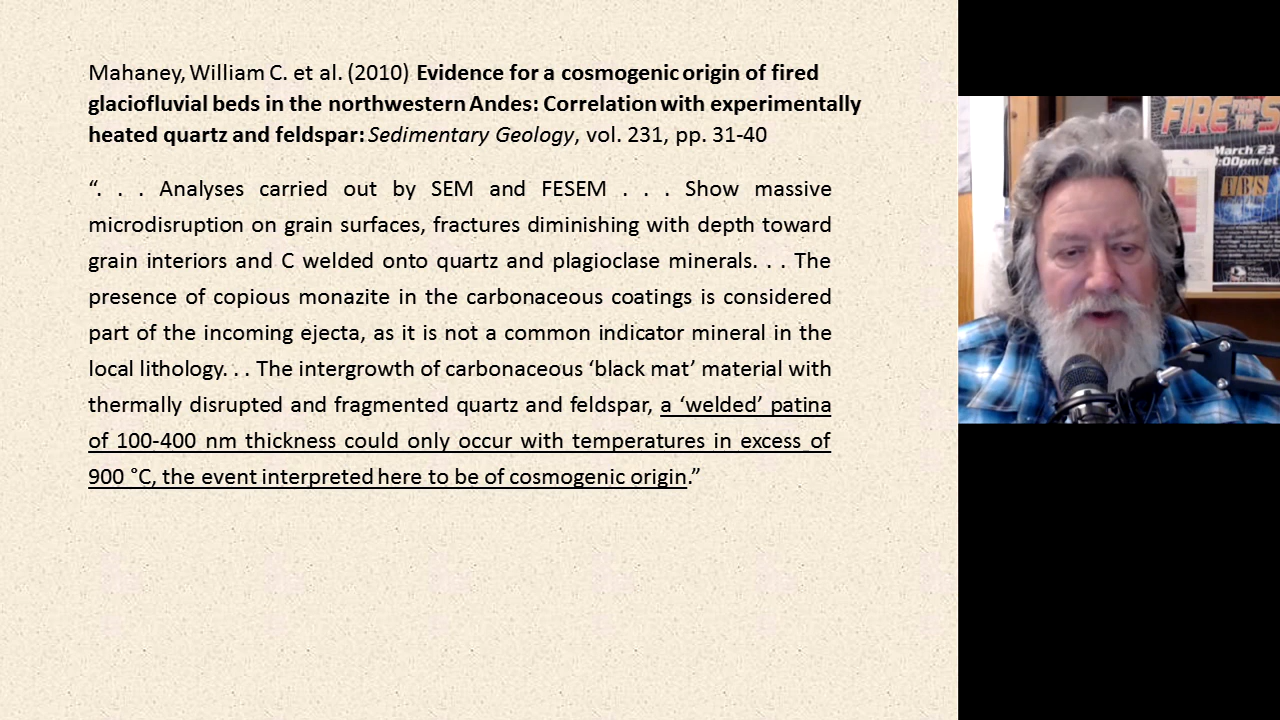 Mahaney, William C. et al. (2010) Evidence for a cosmogenic origin of fired
glaciofluvial beds in the northwestern Andes: Correlation with experimentally
heated quartz and feldspar: Sedimentary Geology, vol. 231, pp. 31-40
“. . . Analyses carried out by SEM and FESEM . . . Show massive
microdisruption on grain surfaces, fractures diminishing with depth toward
grain interiors and C welded onto quartz and plagioclase minerals. . . The
presence of copious monazite in the carbonaceous coatings is considered
part of the incoming ejecta, as it is not a common indicator mineral in the
local lithology. . . The intergrowth of carbonaceous ‘black mat’ material with
thermally disrupted and fragmented quartz and feldspar, a ‘welded’ patina
of 100-400 nm thickness could only occur with temperatures in excess of
900 °C, the event interpreted here to be of cosmogenic origin.”
FIRE
FROM
THE
March 23
:00pm/et
TBS